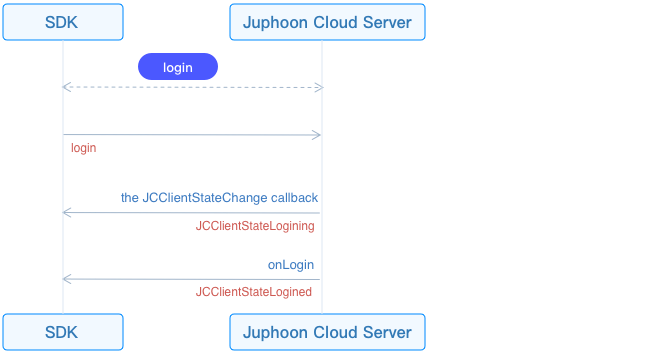 SDK
Juphoon Cloud Server
login
login
the JCClientStateChange callback
JCClientStateLogining
onLogin
JCClientStateLogined
SDK
Juphoon Cloud Server